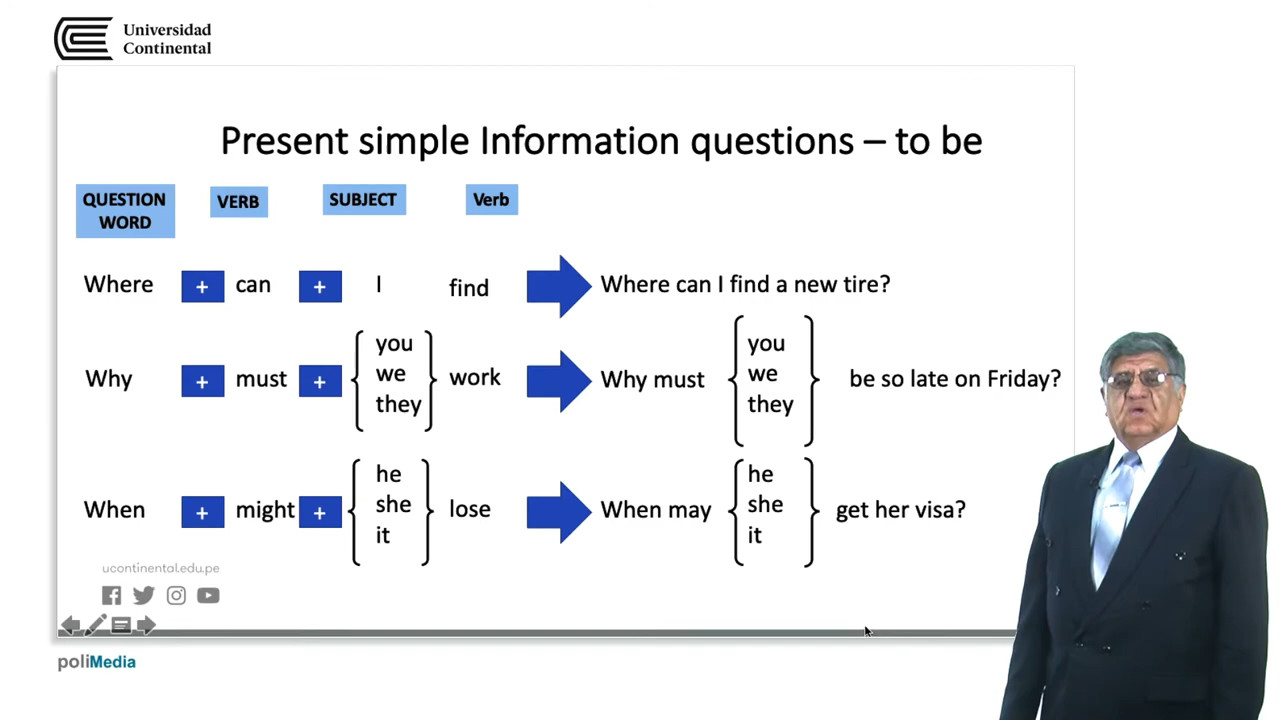 Universidad
Continental
Present simple Information questions – to be
QUESTION
WORD
VERB
SUBJECT
Verb
Where + can + I find Where can I find a new tire?
you
we
they
Why + must + work Why must
you
we
they
be so late on Friday?
he
she
it
When + might + lose When may
he
she
it
get her visa?
ucontinental.edu.pe
poliMedia